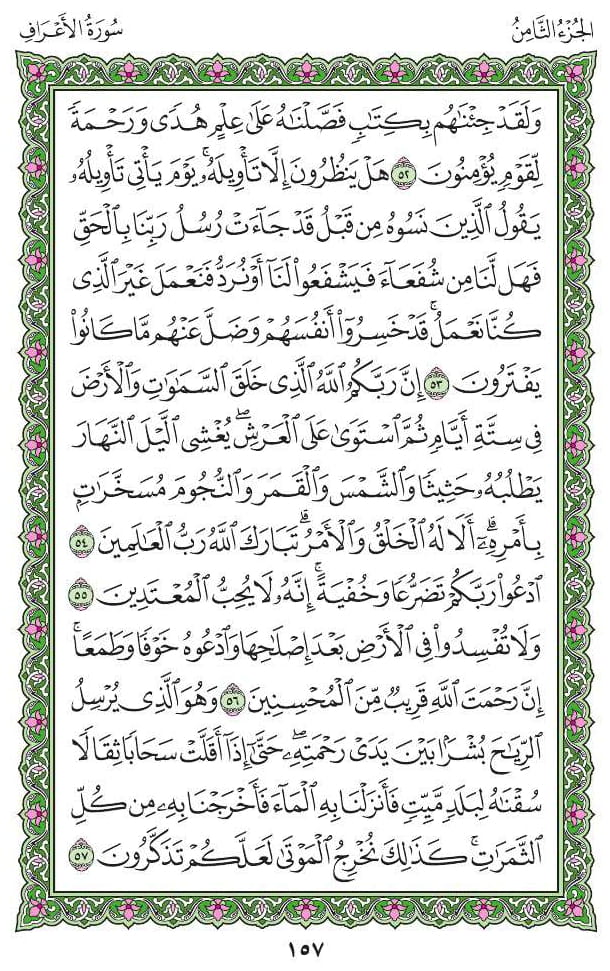 الجُزْءُ الثَّامِنُ
سُورَةُ الأَعْرَافِ
وَلَقَدْ جِئْنَٰهُم بِكِتَٰبٍ فَصَّلْنَٰهُ عَلَىٰ عِلْمٍ هُدًى وَرَحْمَةً
لِّقَوْمٍ يُؤْمِنُونَ ٥٢ هَلْ يَنظُرُونَ إِلَّا تَأْوِيلَهُۥ ۚ يَوْمَ يَأْتِى تَأْوِيلُهُۥ
يَقُولُ ٱلَّذِينَ نَسُوهُ مِن قَبْلُ قَدْ جَآءَتْ رُسُلُ رَبِّنَا بِٱلْحَقِّ
فَهَل لَّنَا مِن شُفَعَآءَ فَيَشْفَعُوا۟ لَنَآ أَوْ نُرَدُّ فَنَعْمَلَ غَيْرَ ٱلَّذِى
كُنَّا نَعْمَلُ ۚ قَدْ خَسِرُوٓا۟ أَنفُسَهُمْ وَضَلَّ عَنْهُم مَّا كَانُوا۟
يَفْتَرُونَ ٥٣ إِنَّ رَبَّكُمُ ٱللَّهُ ٱلَّذِى خَلَقَ ٱلسَّمَٰوَٰتِ وَٱلْأَرْضَ
فِى سِتَّةِ أَيَّامٍ ثُمَّ ٱسْتَوَىٰ عَلَى ٱلْعَرْشِ ۖ يُغْشِى ٱلَّيْلَ ٱلنَّهَارَ
يَطْلُبُهُۥ حَثِيثًا وَٱلشَّمْسَ وَٱلْقَمَرَ وَٱلنُّجُومَ مُسَخَّرَٰتٍۭ
بِأَمْرِهِۦٓ ۗ أَلَا لَهُ ٱلْخَلْقُ وَٱلْأَمْرُ ۗ تَبَارَكَ ٱللَّهُ رَبُّ ٱلْعَٰلَمِينَ ٥٤
ٱدْعُوا۟ رَبَّكُمْ تَضَرُّعًا وَخُفْيَةً ۚ إِنَّهُۥ لَا يُحِبُّ ٱلْمُعْتَدِينَ ٥٥
وَلَا تُفْسِدُوا۟ فِى ٱلْأَرْضِ بَعْدَ إِصْلَٰحِهَا وَٱدْعُوهُ خَوْفًا وَطَمَعًا ۚ
إِنَّ رَحْمَتَ ٱللَّهِ قَرِيبٌ مِّنَ ٱلْمُحْسِنِينَ ٥٦ وَهُوَ ٱلَّذِى يُرْسِلُ
ٱلرِّيَٰحَ بُشْرًۢا بَيْنَ يَدَىْ رَحْمَتِهِۦ ۖ حَتَّىٰٓ إِذَآ أَقَلَّتْ سَحَابًا ثِقَالًا
سُقْنَٰهُ لِبَلَدٍ مَّيِّتٍ فَأَنزَلْنَا بِهِ ٱلْمَآءَ فَأَخْرَجْنَا بِهِۦ مِن كُلِّ
ٱلثَّمَرَٰتِ ۚ كَذَٰلِكَ نُخْرِجُ ٱلْمَوْتَىٰ لَعَلَّكُمْ تَذَكَّرُونَ ٥٧
١٥٧